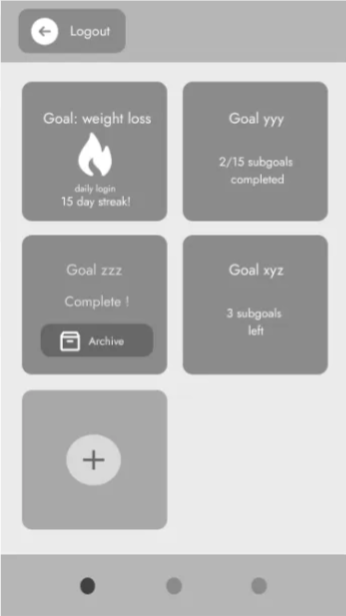 Logout
Goal: weight loss
daily login
15 day streak!
Goal yyy
2/15 subgoals
completed
Goal zzz
Complete !
Archive
Goal xyz
3 subgoals
left